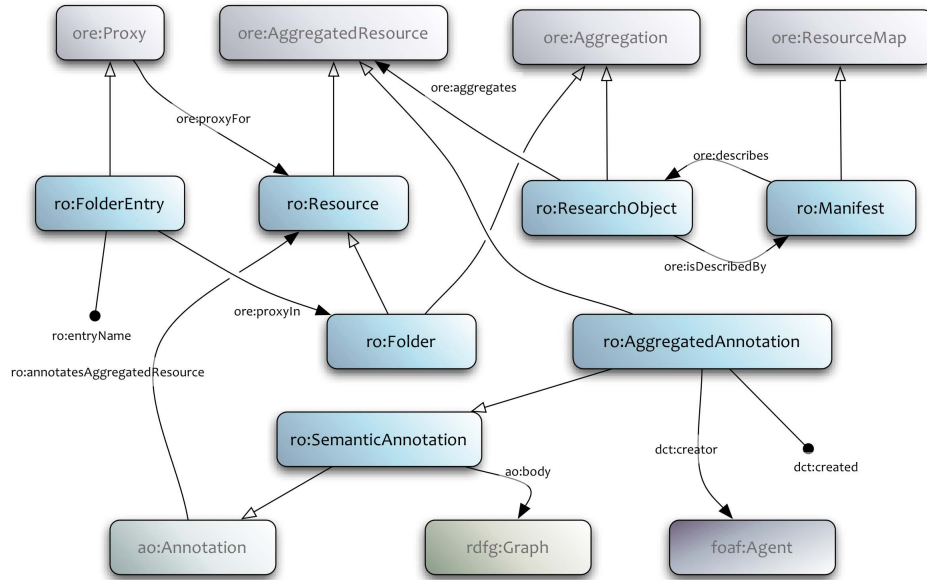 ore:Proxy
ore:AggregatedResource
ore:Aggregation
ore:ResourceMap
ore:aggregates
ore:proxyFor
ore:describes
ro:FolderEntry
ro:Resource
ro:ResearchObject
ro:Manifest
ore:isDescribedBy
ore:proxyIn
ro:entryName
ro:Folder
ro:AggregatedAnnotation
ro:annotatesAggregatedResource
ro:SemanticAnnotation
dct:creator
ao:body
dct:created
ao:Annotation
rdfg:Graph
foaf:Agent